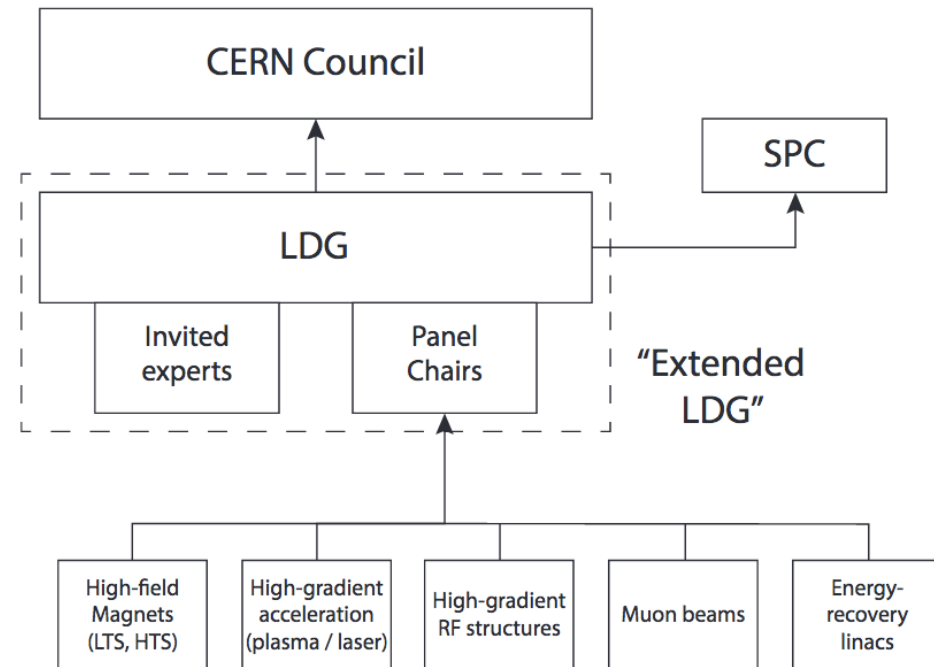 CERN Council
SPC
LDG
Invited
experts
Panel
Chairs
“Extended
LDG”
High-field
Magnets
(LTS, HTS)
High-gradient
acceleration
(plasma / laser)
High-gradient
RF structures
Muon beams
Energy-
recovery
linacs